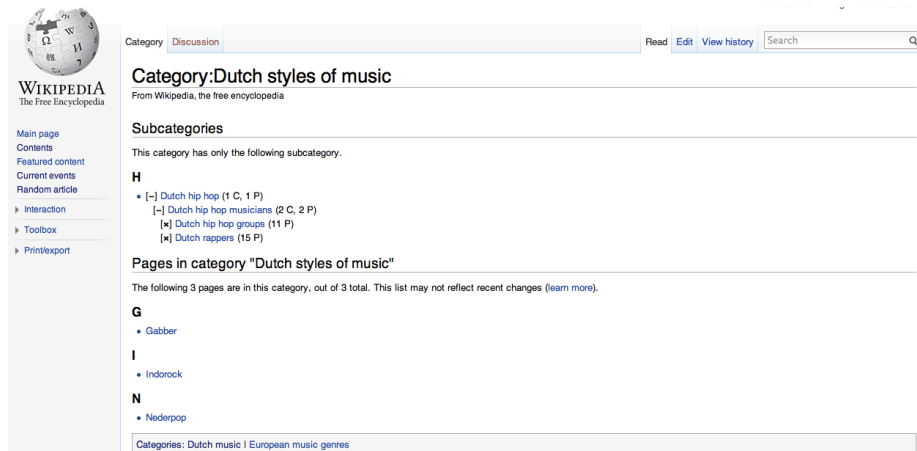 Ω W И
維 7
WIKIPEDIA
The Free Encyclopedia
Main page
Contents
Featured content
Current events
Random article
Interaction
Toolbox
Print/export
Category Discussion
Read Edit View history Search
Category:Dutch styles of music
From Wikipedia, the free encyclopedia
Subcategories
This category has only the following subcategory.
H
• [−] Dutch hip hop (1 C, 1 P)
[−] Dutch hip hop musicians (2 C, 2 P)
[×] Dutch hip hop groups (11 P)
[×] Dutch rappers (15 P)
Pages in category "Dutch styles of music"
The following 3 pages are in this category, out of 3 total. This list may not reflect recent changes (learn more).
G
• Gabber
I
• Indorock
N
• Nederpop
Categories: Dutch music | European music genres